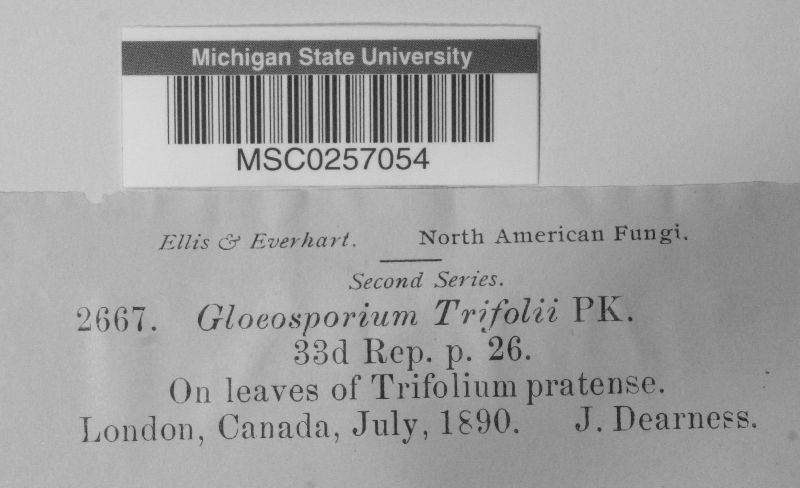 Michigan State University
MSC0257054
Ellis & Everhart. North American Fungi.
Second Series.
2667. Gloeosporium Trifolii PK.
33d Rep. p. 26.
On leaves of Trifolium pratense.
London, Canada, July, 1890. J. Dearness.